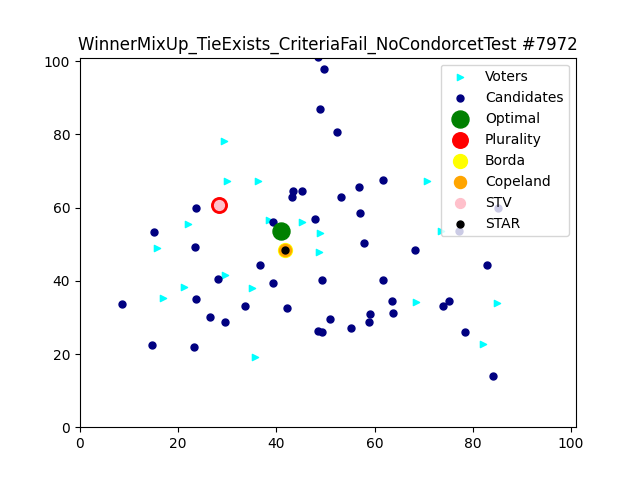 WinnerMixUp_TieExists_CriteriaFail_NoCondorcetTest #7972
100
80
60
40
20
0
0 20 40 60 80 100
Voters
Candidates
Optimal
Plurality
Borda
Copeland
STV
STAR